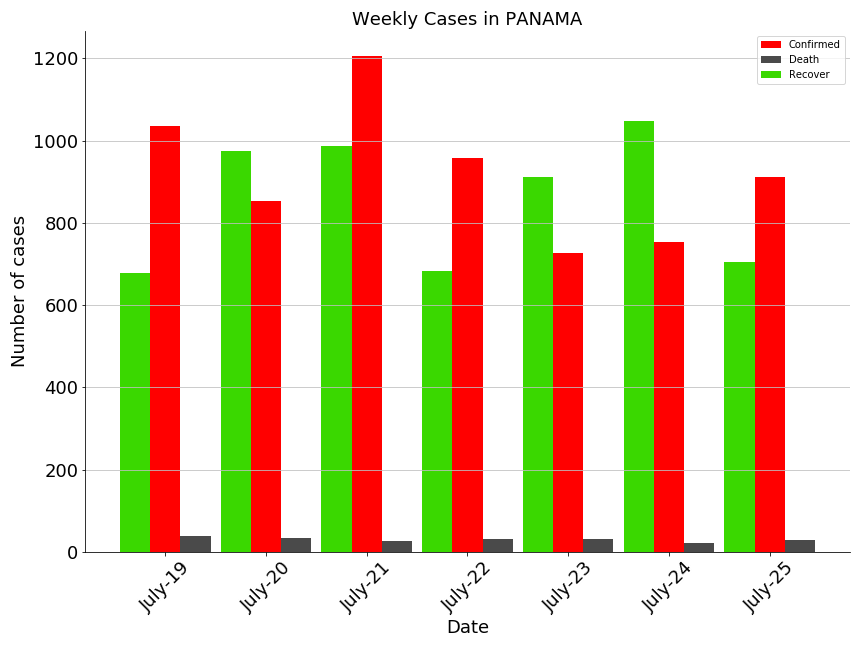 Weekly Cases in PANAMA
Confirmed
Death
Recover
Number of cases
1200
1000
800
600
400
200
0
July-19
July-20
July-21
July-22
July-23
July-24
July-25
Date